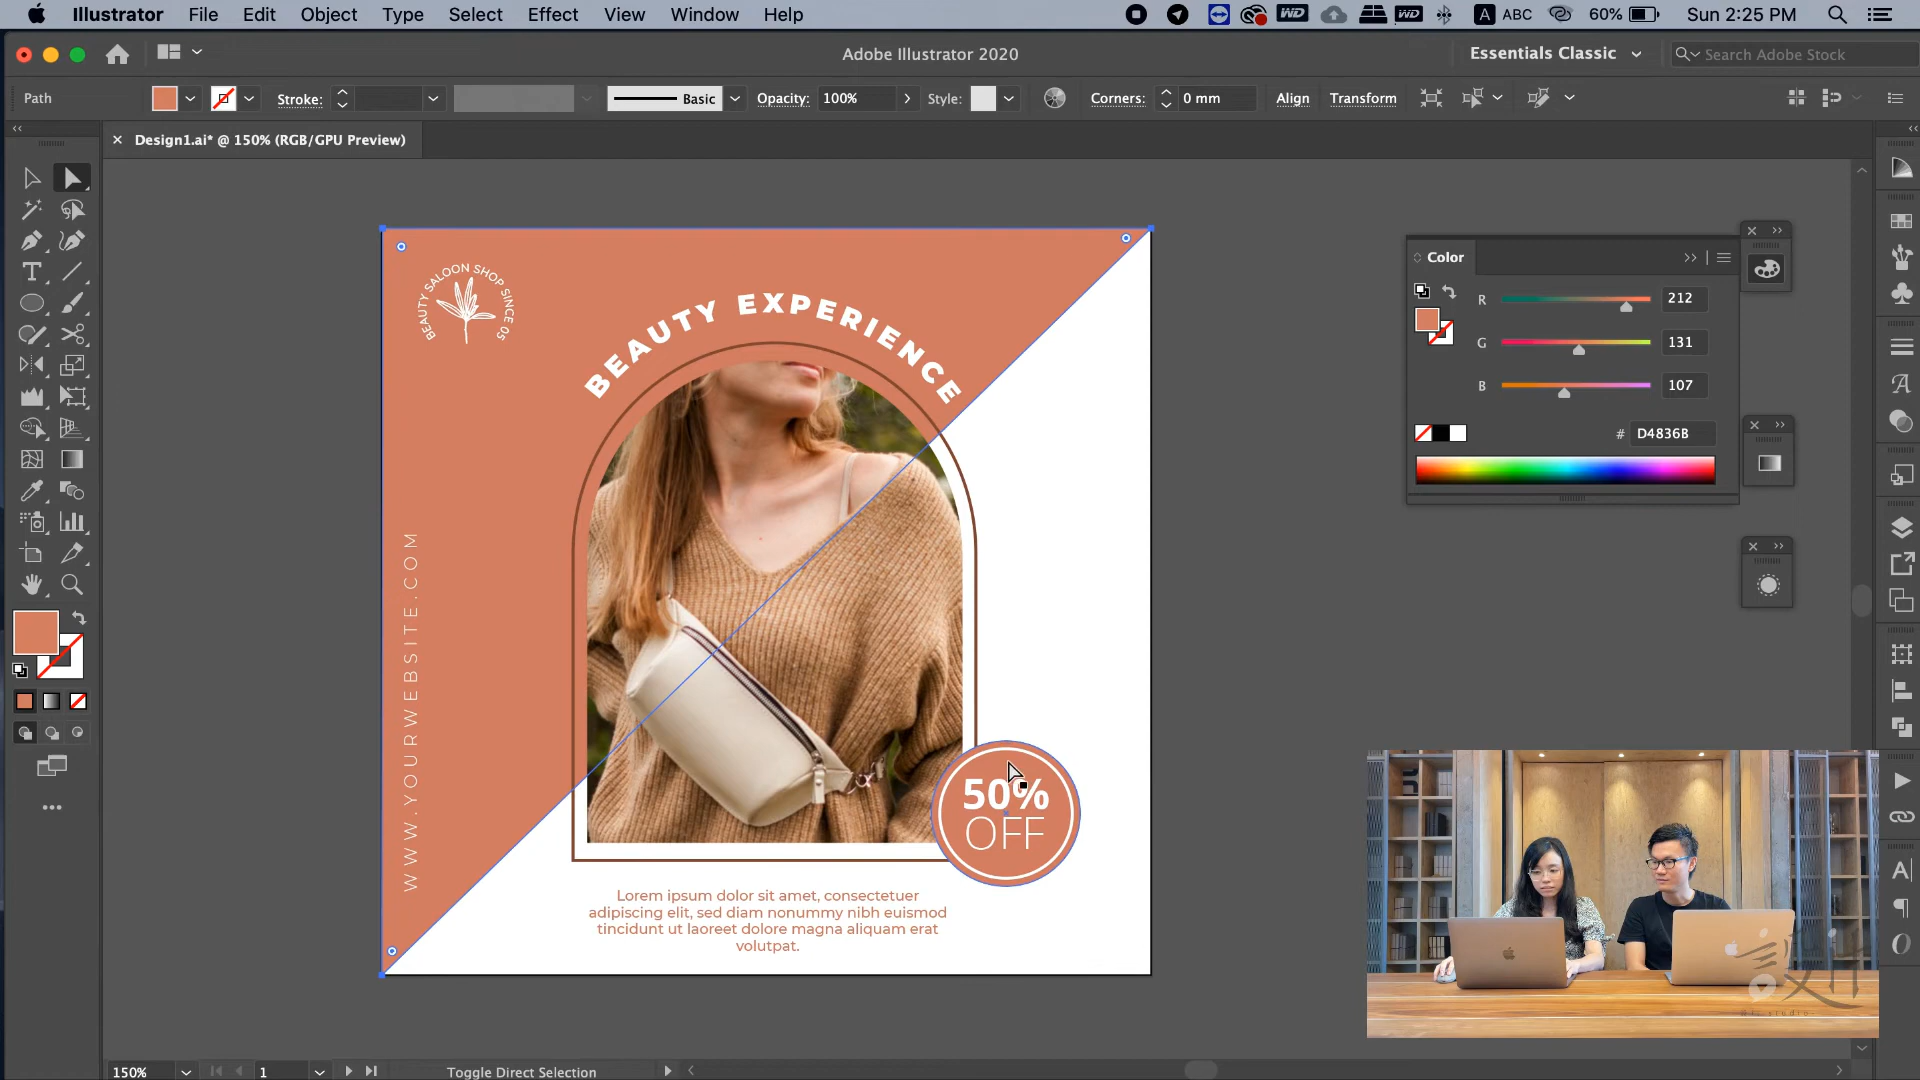 Illustrator File Edit Object Type Select Effect View Window Help
WD WD A ABC 60% Sun 2:25 PM
Adobe Illustrator 2020
Essentials Classic
Search Adobe Stock
Path Stroke: Basic Opacity: 100% Style: Corners: 0 mm Align Transform
Design1.ai* @ 150% (RGB/GPU Preview)
BEAUTY SALOON SHOP SINCE 05
BEAUTY EXPERIENCE
WWW.YOURWEBSITE.COM
50%
OFF
Lorem ipsum dolor sit amet, consectetuer
adipiscing elit, sed diam nonummy nibh euismod
tincidunt ut laoreet dolore magna aliquam erat
volutpat.
Color
R 212
G 131
B 107
# D4836B
150% 1 Toggle Direct Selection